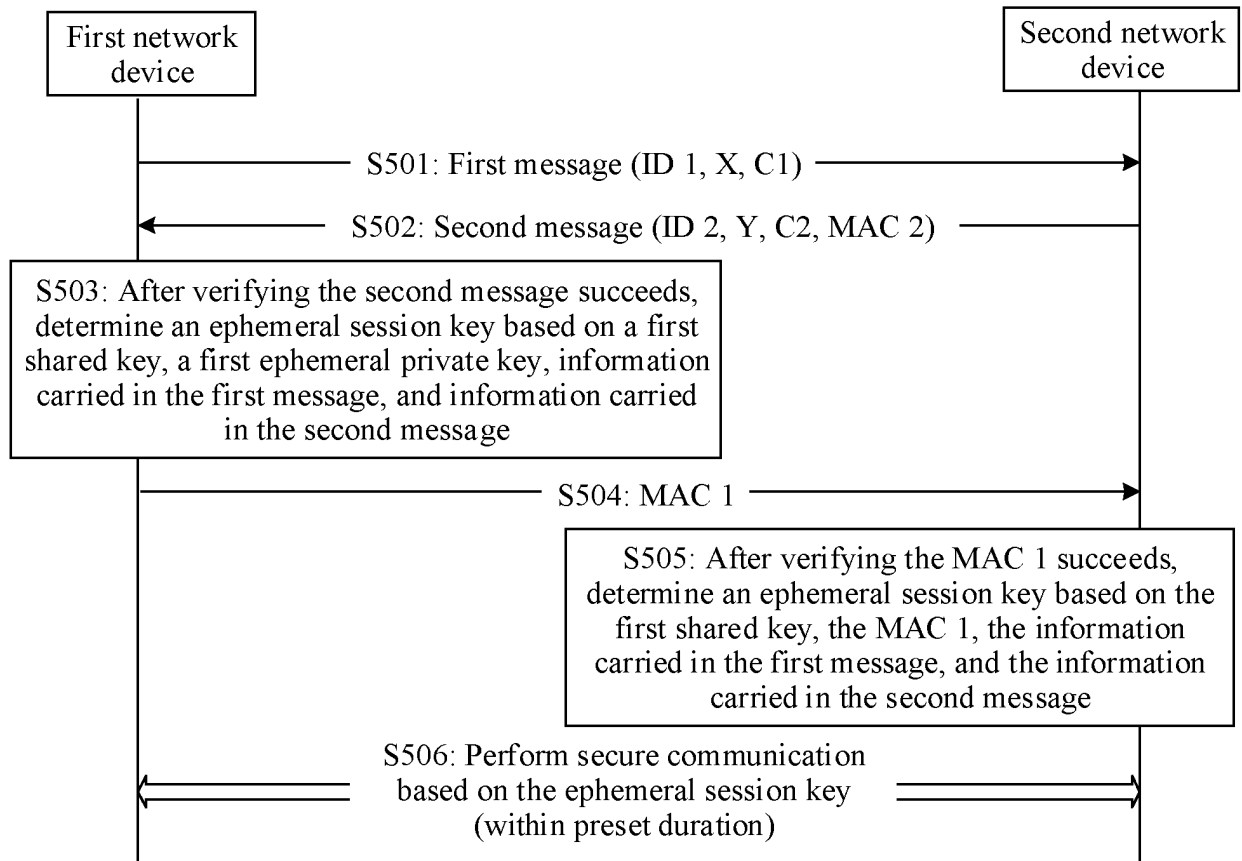 First network
device
Second network
device
S501: First message (ID 1, X, C1)
S502: Second message (ID 2, Y, C2, MAC 2)
S503: After verifying the second message succeeds,
determine an ephemeral session key based on a first
shared key, a first ephemeral private key, information
carried in the first message, and information carried
in the second message
S504: MAC 1
S505: After verifying the MAC 1 succeeds,
determine an ephemeral session key based on the
first shared key, the MAC 1, the information
carried in the first message, and the information
carried in the second message
S506: Perform secure communication
based on the ephemeral session key
(within preset duration)